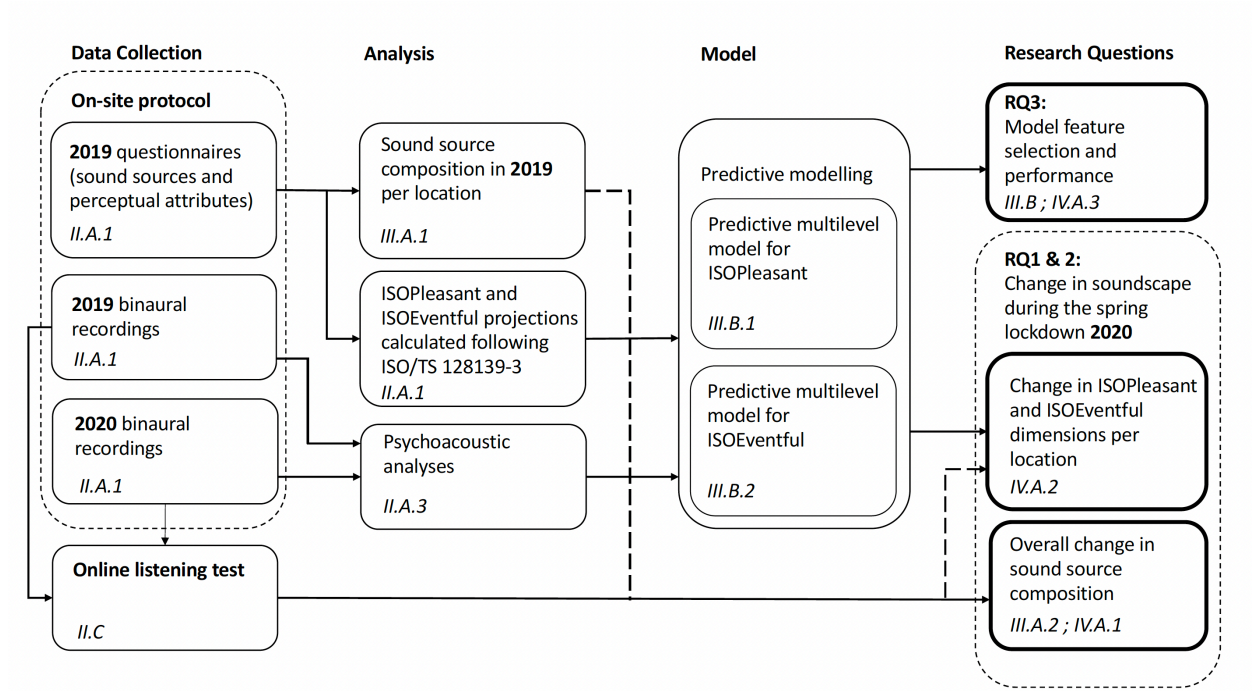 Data Collection
On-site protocol
2019 questionnaires
(sound sources and
perceptual attributes)
II.A.1
2019 binaural
recordings
II.A.1
2020 binaural
recordings
II.A.1
Online listening test
II.C
Analysis
Sound source
composition in 2019
per location
III.A.1
ISOPleasant and
ISOEventful projections
calculated following
ISO/TS 128139-3
II.A.1
Psychoacoustic
analyses
II.A.3
Model
Predictive modelling
Predictive multilevel
model for
ISOPleasant
III.B.1
Predictive multilevel
model for
ISOEventful
III.B.2
Research Questions
RQ3:
Model feature
selection and
performance
III.B ; IV.A.3
RQ1 & 2:
Change in soundscape
during the spring
lockdown 2020
Change in ISOPleasant
and ISOEventful
dimensions per
location
IV.A.2
Overall change in
sound source
composition
III.A.2 ; IV.A.1